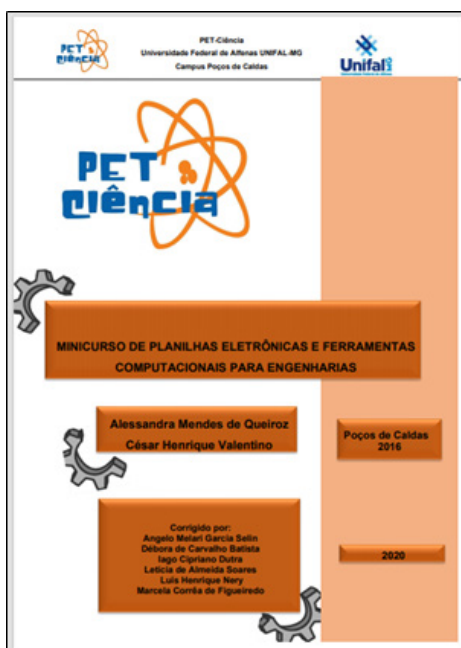 PET-Ciência
Universidade Federal de Alfenas UNIFAL-MG
Campus Poços de Caldas
PET
Ciência
Unifal
PET
Ciência
MINICURSO DE PLANILHAS ELETRÔNICAS E FERRAMENTAS
COMPUTACIONAIS PARA ENGENHARIAS
Alessandra Mendes de Queiroz
César Henrique Valentino
Poços de Caldas
2016
Corrigido por:
Angelo Melari Garcia Selin
Débora de Carvalho Batista
Iago Cipriano Dutra
Letícia de Almeida Soares
Luis Henrique Nery
Marcela Corrêa de Figueiredo
2020